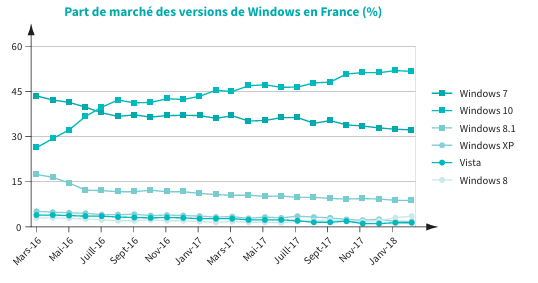 Part de marché des versions de Windows en France (%)
60
45
30
15
0
Mars-16
Mai-16
Juill-16
Sept-16
Nov-16
Janv-17
Mars-17
Mai-17
Juill-17
Sept-17
Nov-17
Janv-18
Windows 7
Windows 10
Windows 8.1
Windows XP
Vista
Windows 8